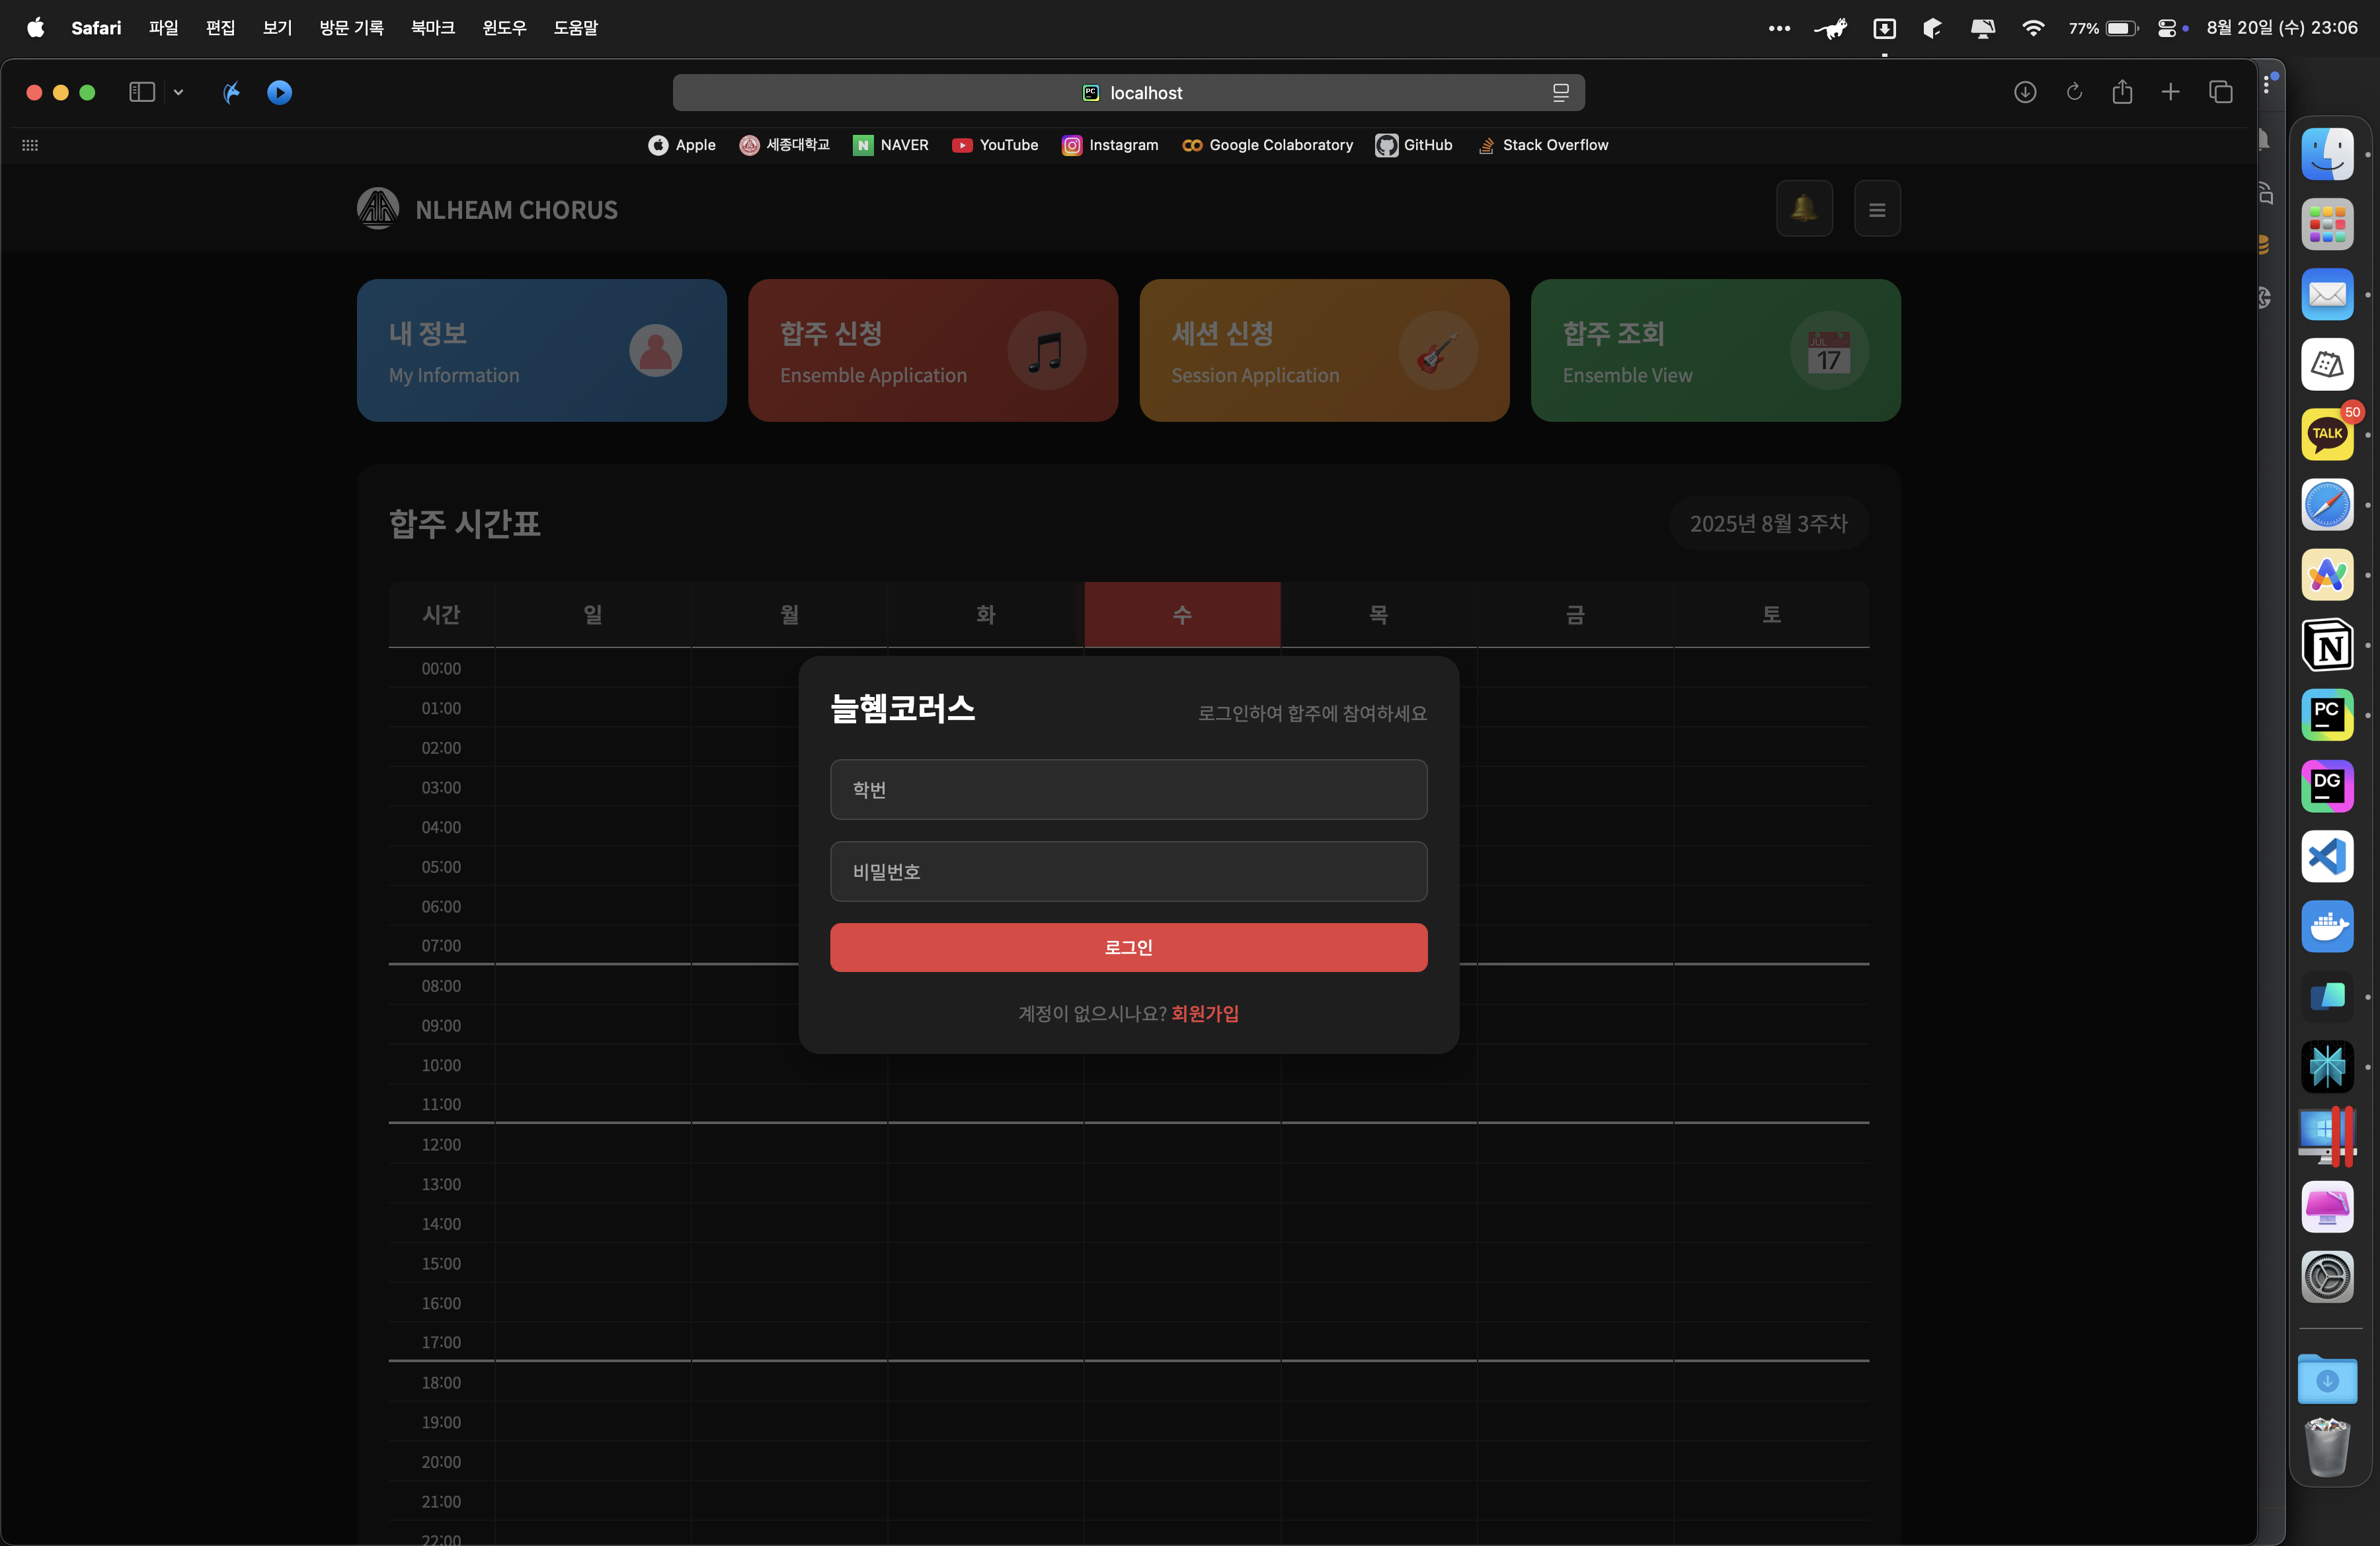 Safari 파일 편집 보기 방문 기록 북마크 윈도우 도움말
77% 8월 20일 (수) 23:06
localhost
Apple 세종대학교 NAVER YouTube Instagram Google Colaboratory GitHub Stack Overflow
NLHEAM CHORUS
내 정보
My Information
합주 신청
Ensemble Application
세션 신청
Session Application
합주 조회
Ensemble View
JUL
17
합주 시간표
2025년 8월 3주차
시간 일 월 화 수 목 금 토
00:00
01:00
02:00
03:00
04:00
05:00
06:00
07:00
08:00
09:00
10:00
11:00
12:00
13:00
14:00
15:00
16:00
17:00
18:00
19:00
20:00
21:00
22:00
늘혬코러스
로그인하여 합주에 참여하세요
학번
비밀번호
로그인
계정이 없으시나요? 회원가입
50
TALK
PC
DG